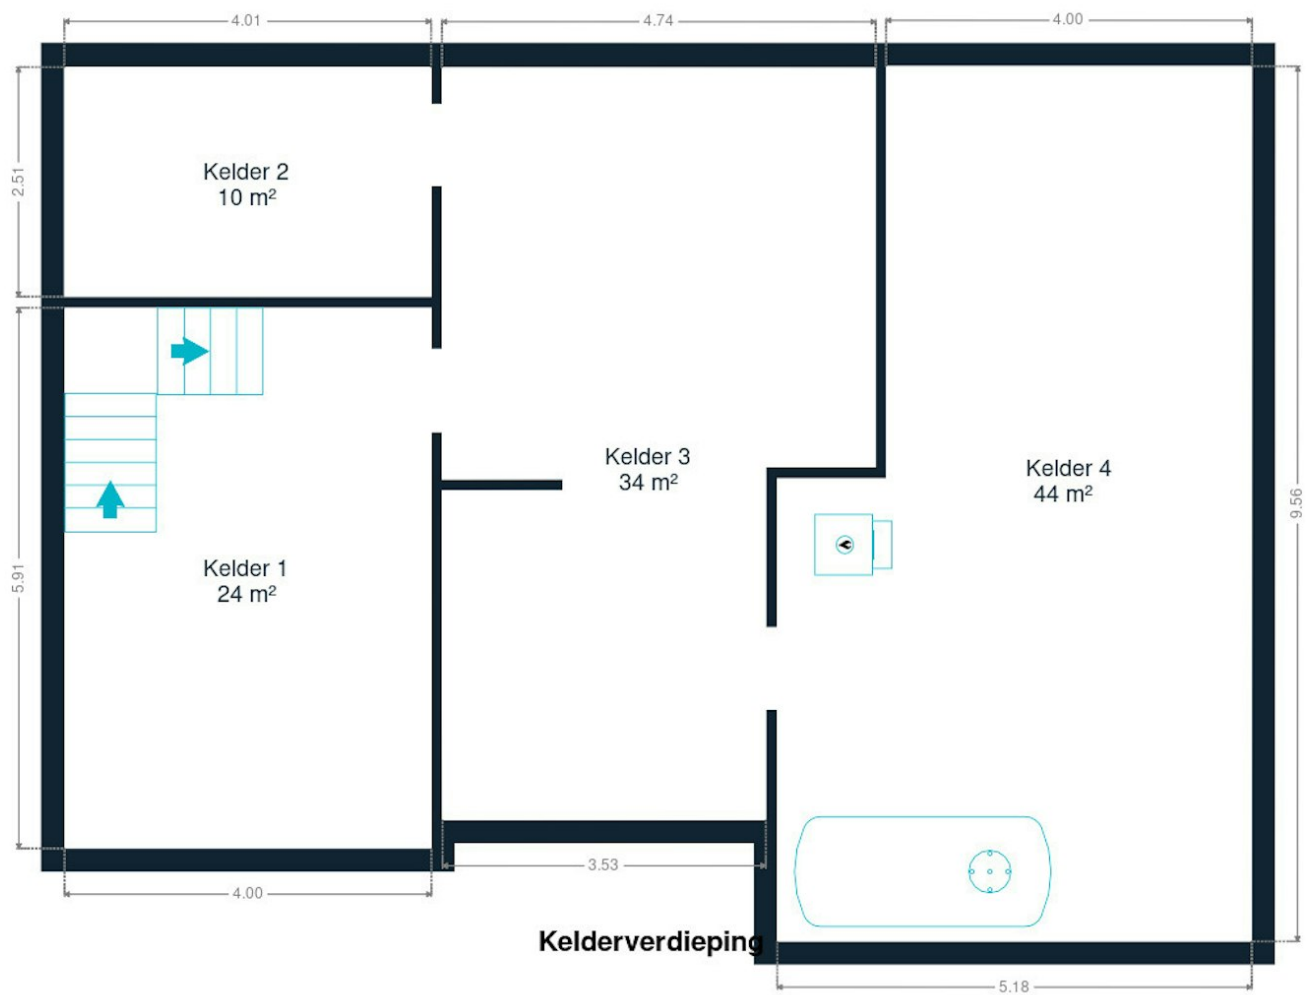 4.01
4.74
4.00
2.51
Kelder 2
10 m²
Kelder 3
34 m²
Kelder 4
44 m²
9.56
Kelder 1
24 m²
5.91
3.53
4.00
Kelderverdieping
5.18